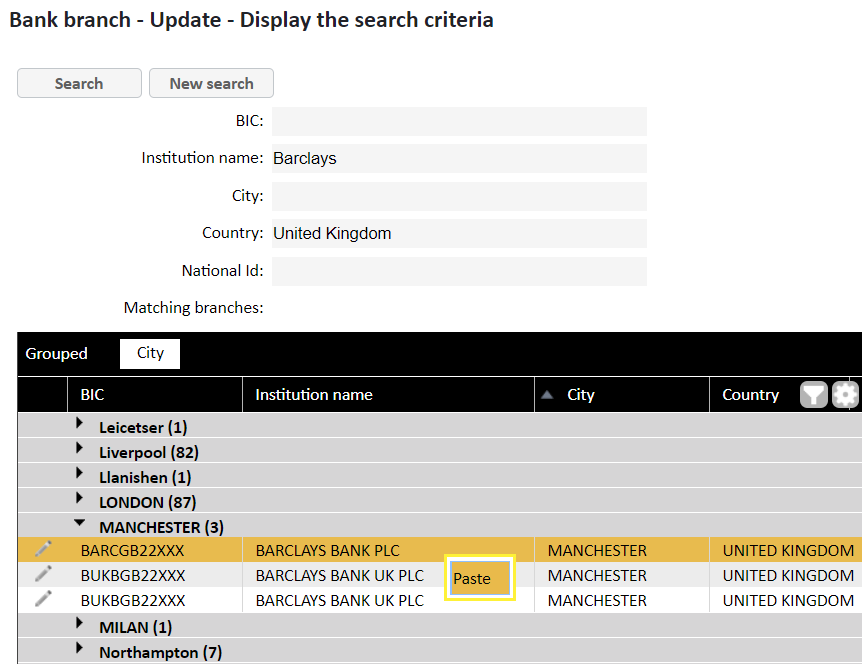 Bank branch - Update - Display the search criteria
Search New search
BIC:
Institution name: Barclays
City:
Country: United Kingdom
National Id:
Matching branches:
Grouped City
BIC Institution name City Country
Leicetser (1)
Liverpool (82)
Llanishen (1)
LONDON (87)
MANCHESTER (3)
BARCGB22XXX BARCLAYS BANK PLC MANCHESTER UNITED KINGDOM
BUKBGB22XXX BARCLAYS BANK UK PLC Paste MANCHESTER UNITED KINGDOM
BUKBGB22XXX BARCLAYS BANK UK PLC MANCHESTER UNITED KINGDOM
MILAN (1)
Northampton (7)